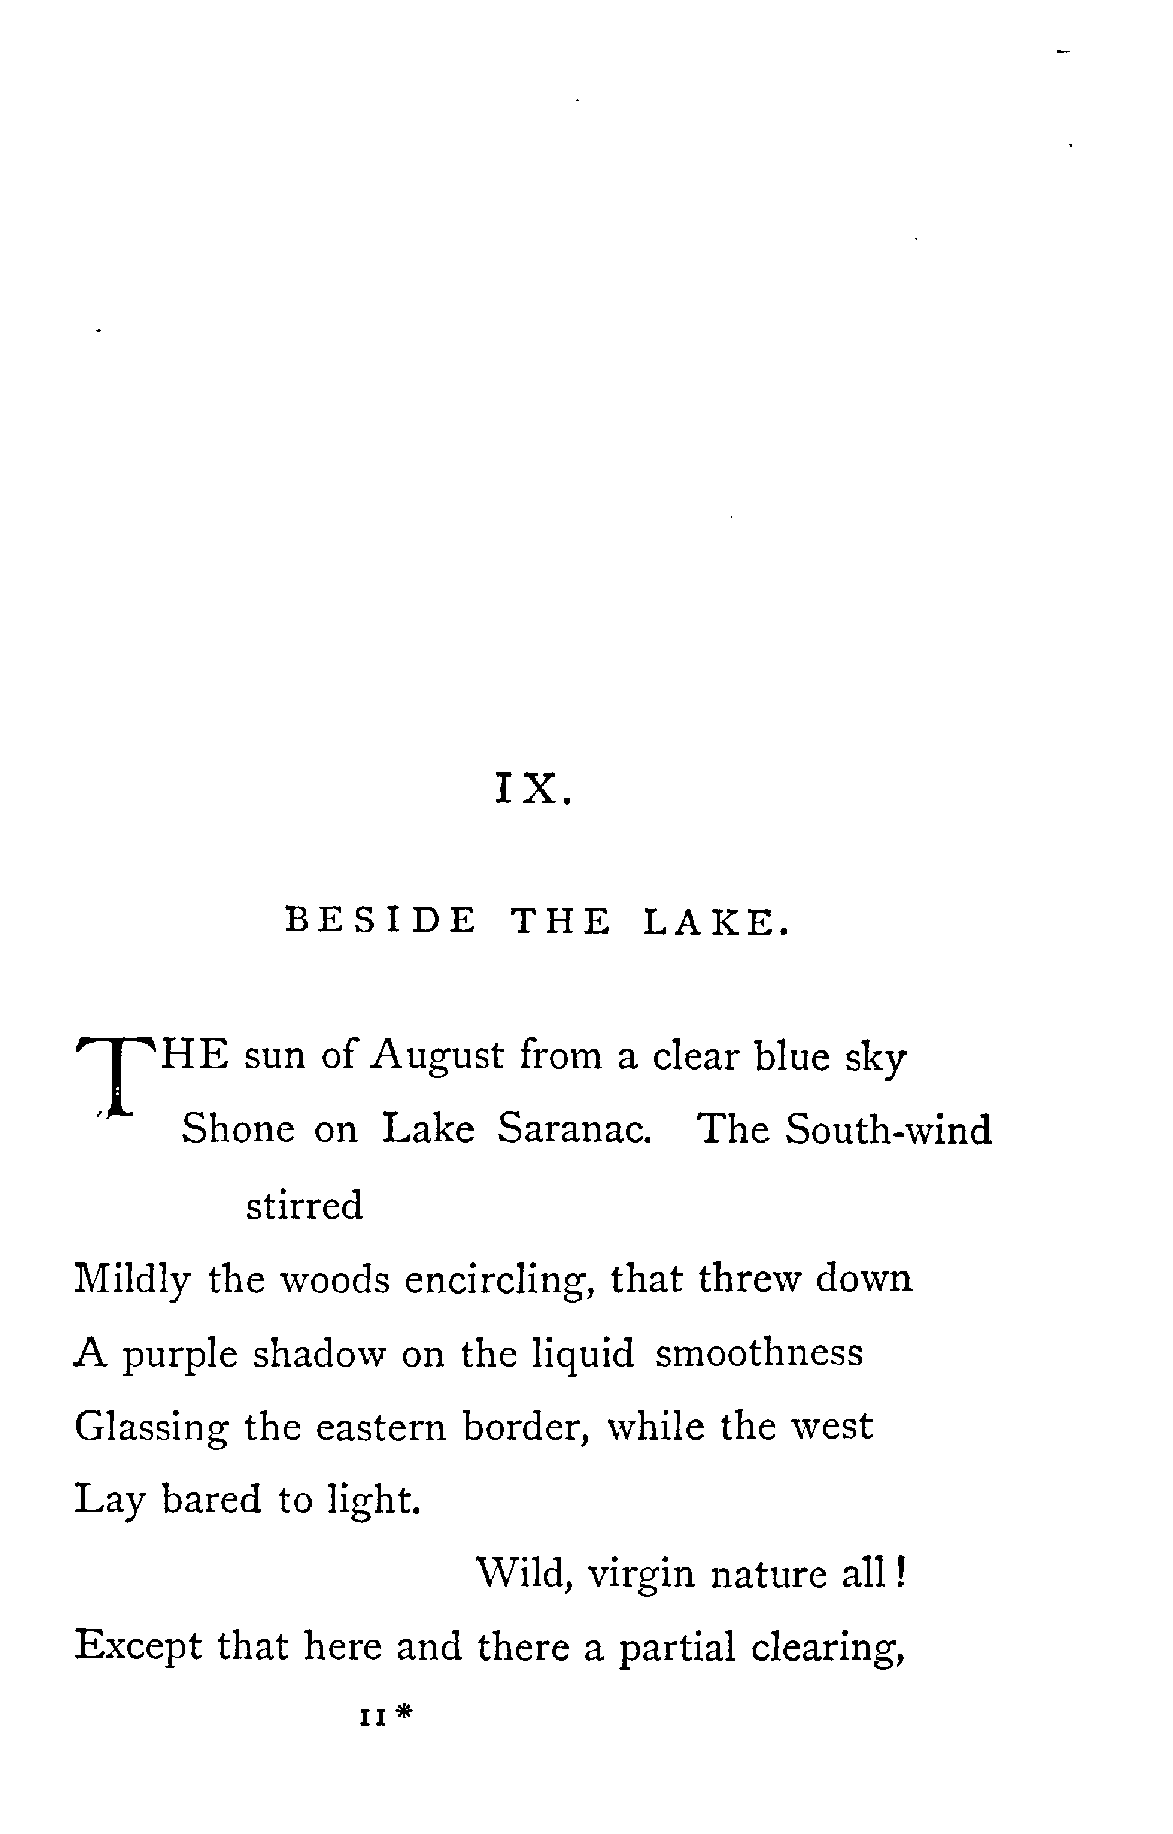 IX.
BESIDE THE LAKE.
THE sun of August from a clear blue sky
Shone on Lake Saranac. The South-wind
stirred
Mildly the woods encircling, that threw down
A purple shadow on the liquid smoothness
Glassing the eastern border, while the west
Lay bared to light.
Wild, virgin nature all!
Except that here and there a partial clearing,
11*